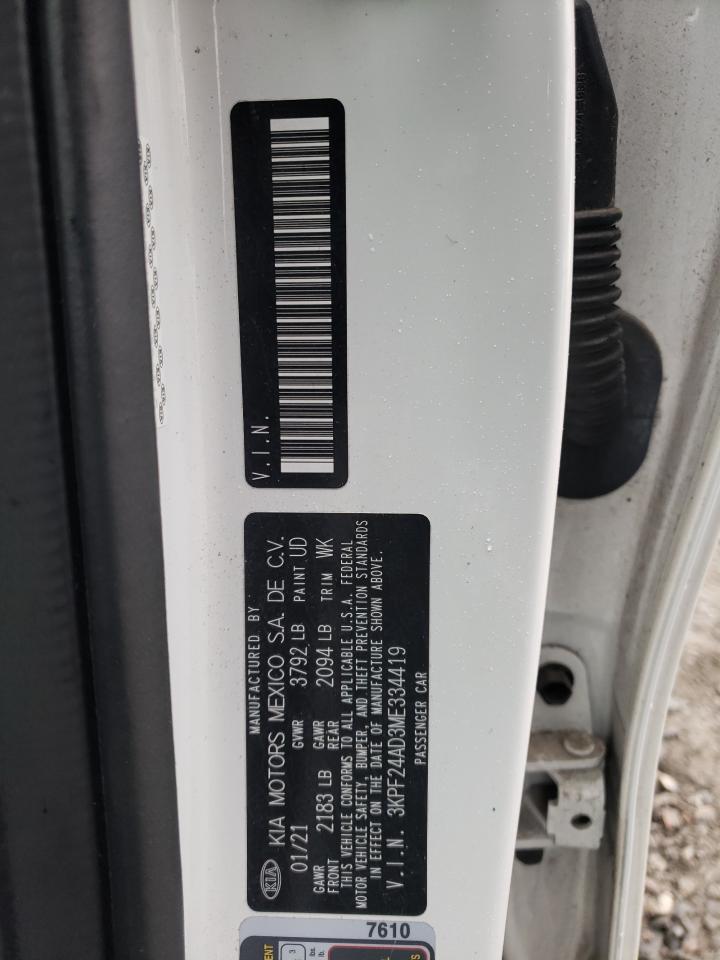 V.I.N.
MANUFACTURED BY
KIA KIA MOTORS MEXICO S.A. DE C.V.
01/21 GVWR 3792 LB PAINT UD
GAWR FRONT 2183 LB GAWR REAR 2094 LB TRIM WK
THIS VEHICLE CONFORMS TO ALL APPLICABLE U.S.A. FEDERAL
MOTOR VEHICLE SAFETY, BUMPER, AND THEFT PREVENTION STANDARDS
IN EFFECT ON THE DATE OF MANUFACTURE SHOWN ABOVE.
V.I.N. 3KPF24AD3ME334419
PASSENGER CAR
7610